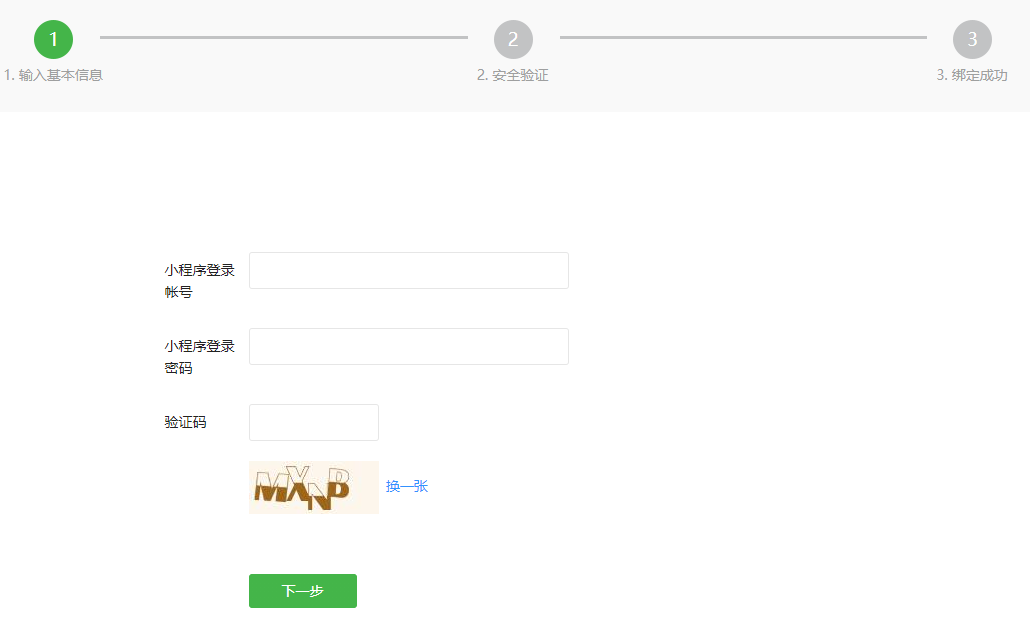 1
2
3
1. 输入基本信息
2. 安全验证
3. 绑定成功
小程序登录
帐号
小程序登录
密码
验证码
MXNP
换一张
下一步